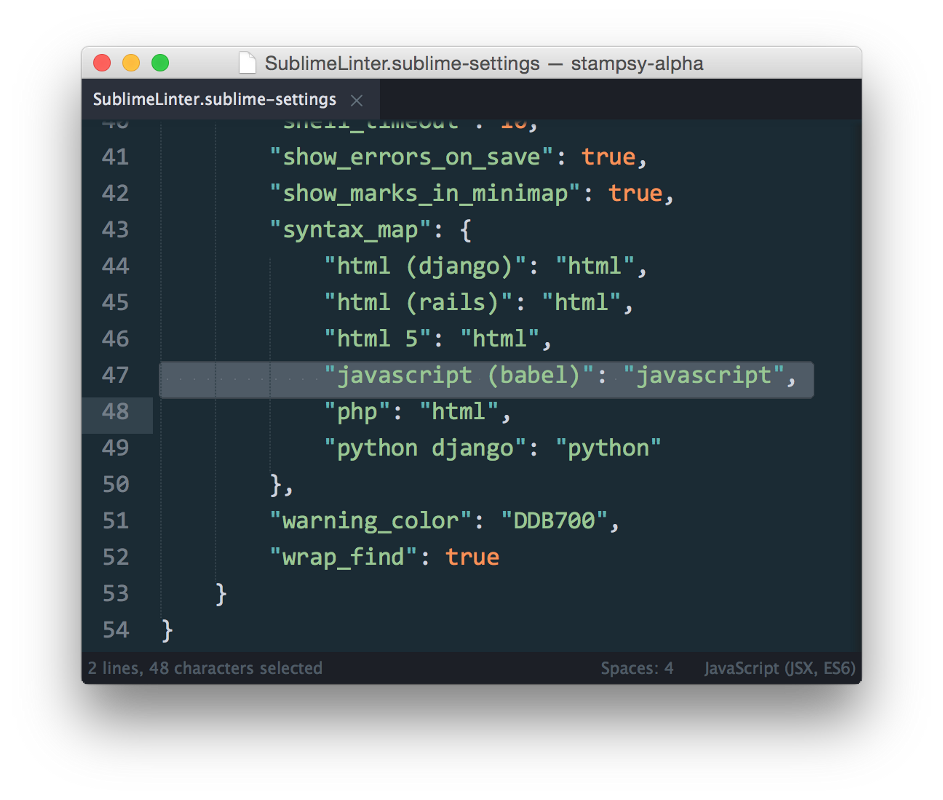 SublimeLinter.sublime-settings — stampsy-alpha
SublimeLinter.sublime-settings ×
40 "shell_timeout": 10,
41 "show_errors_on_save": true,
42 "show_marks_in_minimap": true,
43 "syntax_map": {
44 "html (django)": "html",
45 "html (rails)": "html",
46 "html 5": "html",
47 "javascript (babel)": "javascript",
48 "php": "html",
49 "python django": "python"
50 },
51 "warning_color": "DDB700",
52 "wrap_find": true
53 }
54 }
2 lines, 48 characters selected Spaces: 4 JavaScript (JSX, ES6)